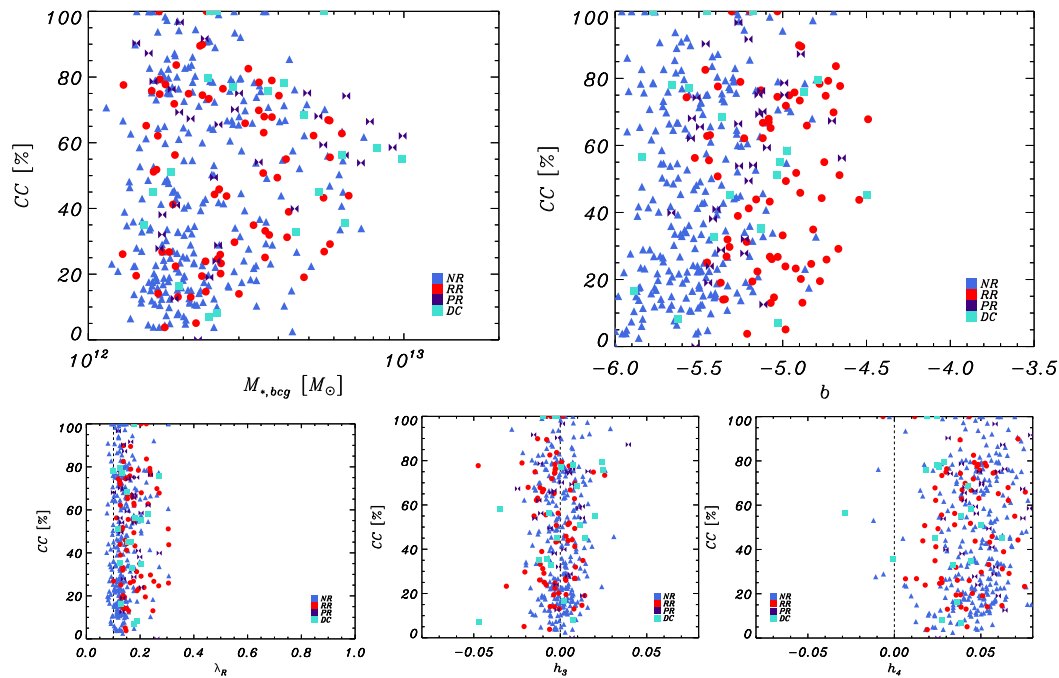 100
80
60
40
20
0
CC [%]
10^12
10^13
M_*,bcg [M_⊙]
NR
RR
PR
DC
100
80
60
40
20
0
CC [%]
-6.0
-5.5
-5.0
-4.5
-4.0
-3.5
b
NR
RR
PR
DC
100
80
60
40
20
0
CC [%]
0.0
0.2
0.4
0.6
0.8
1.0
λ_R
NR
RR
PR
DC
100
80
60
40
20
0
CC [%]
-0.05
0.00
0.05
h_3
NR
RR
PR
DC
100
80
60
40
20
0
CC [%]
-0.05
0.00
0.05
h_4
NR
RR
PR
DC